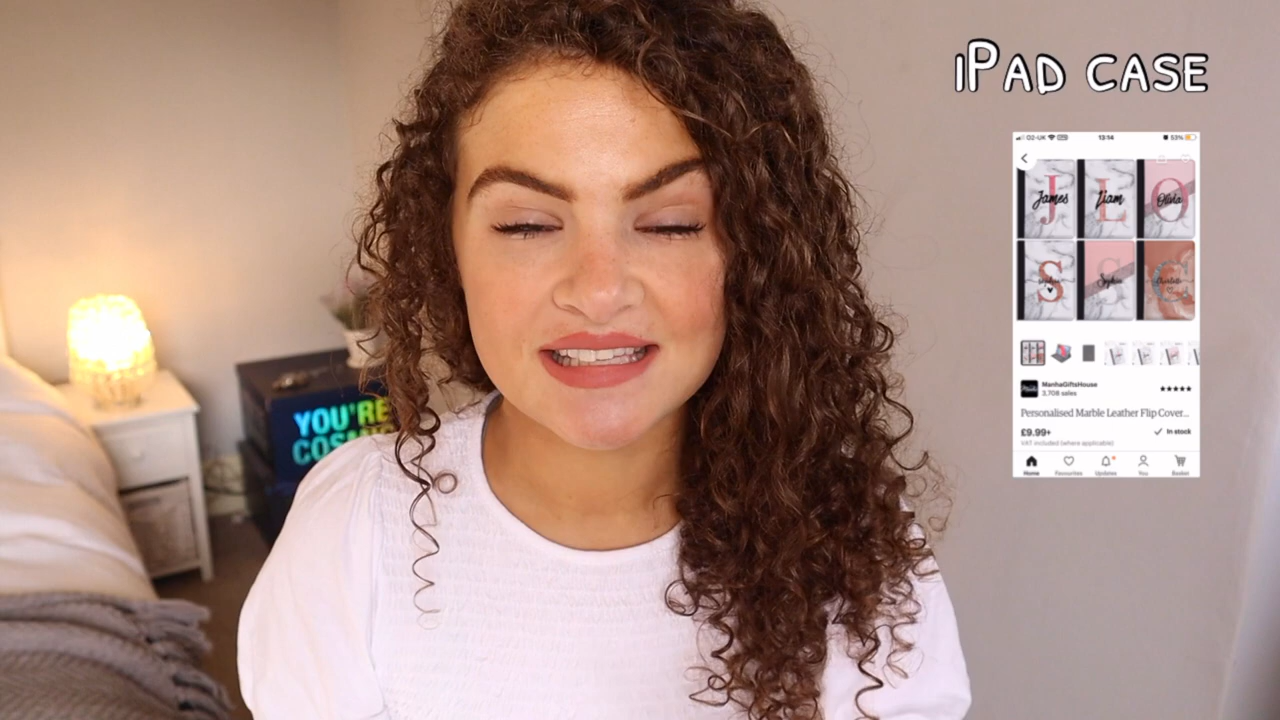 iPAD CASE
O2-UK
13:14
53%
James
Liam
Olivia
J
L
O
Sophia
S
C
ManhaGiftsHouse
3,708 sales
★★★★★
Personalised Marble Leather Flip Cover...
£9.99+
In stock
VAT included (where applicable)
Home
Favourites
Updates
You
Basket
YOU'RE
COSMIC